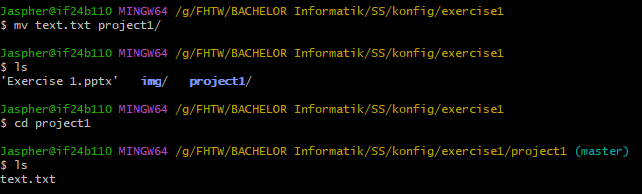 Jaspher@if24b110 MINGW64 /g/FHTW/BACHELOR Informatik/SS/konfig/exercise1
$ mv text.txt project1/
Jaspher@if24b110 MINGW64 /g/FHTW/BACHELOR Informatik/SS/konfig/exercise1
$ ls
'Exercise 1.pptx'   img/   project1/
Jaspher@if24b110 MINGW64 /g/FHTW/BACHELOR Informatik/SS/konfig/exercise1
$ cd project1
Jaspher@if24b110 MINGW64 /g/FHTW/BACHELOR Informatik/SS/konfig/exercise1/project1 (master)
$ ls
text.txt